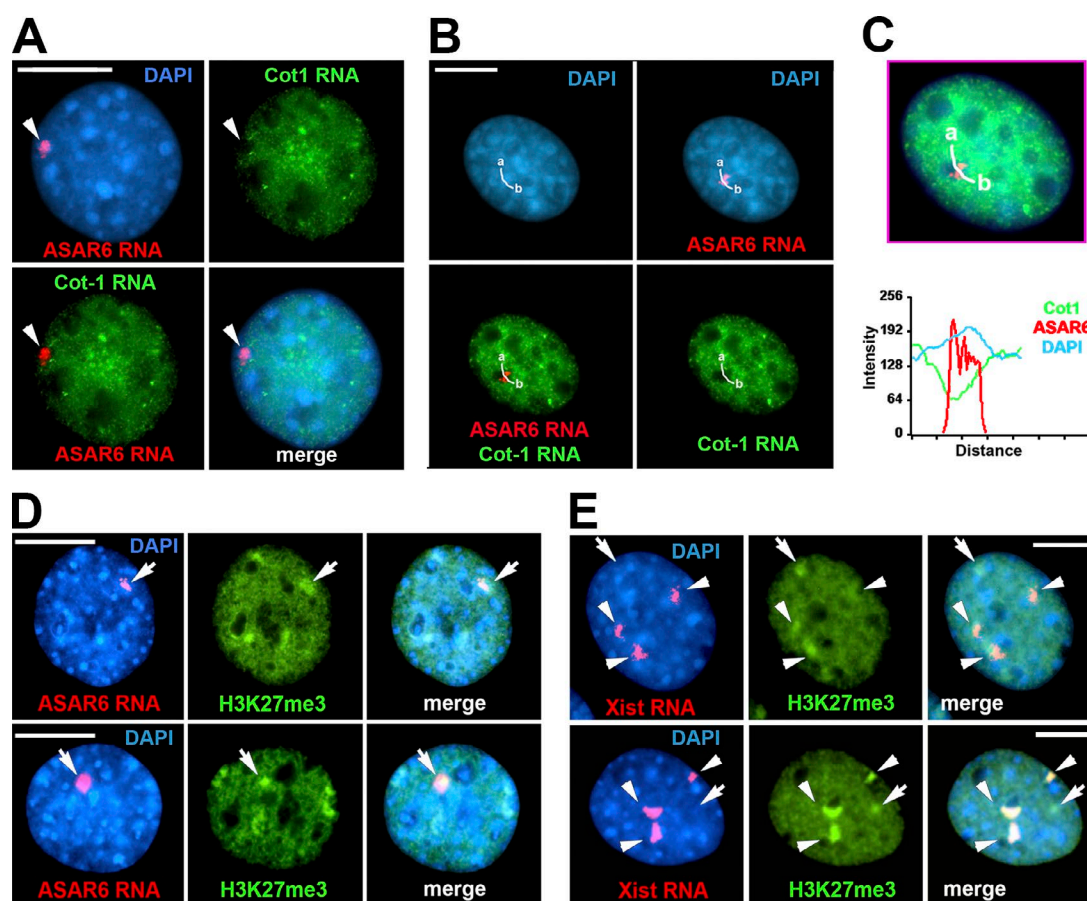 A
DAPI
Cot1 RNA
ASAR6 RNA
Cot-1 RNA
ASAR6 RNA
merge
B
DAPI
DAPI
a
b
a
b
ASAR6 RNA
a
b
a
b
ASAR6 RNA
Cot-1 RNA
Cot-1 RNA
C
a
b
256
192
128
64
0
Intensity
Distance
Cot1
ASAR6
DAPI
D
DAPI
ASAR6 RNA
H3K27me3
merge
DAPI
ASAR6 RNA
H3K27me3
merge
E
DAPI
Xist RNA
H3K27me3
merge
DAPI
Xist RNA
H3K27me3
merge